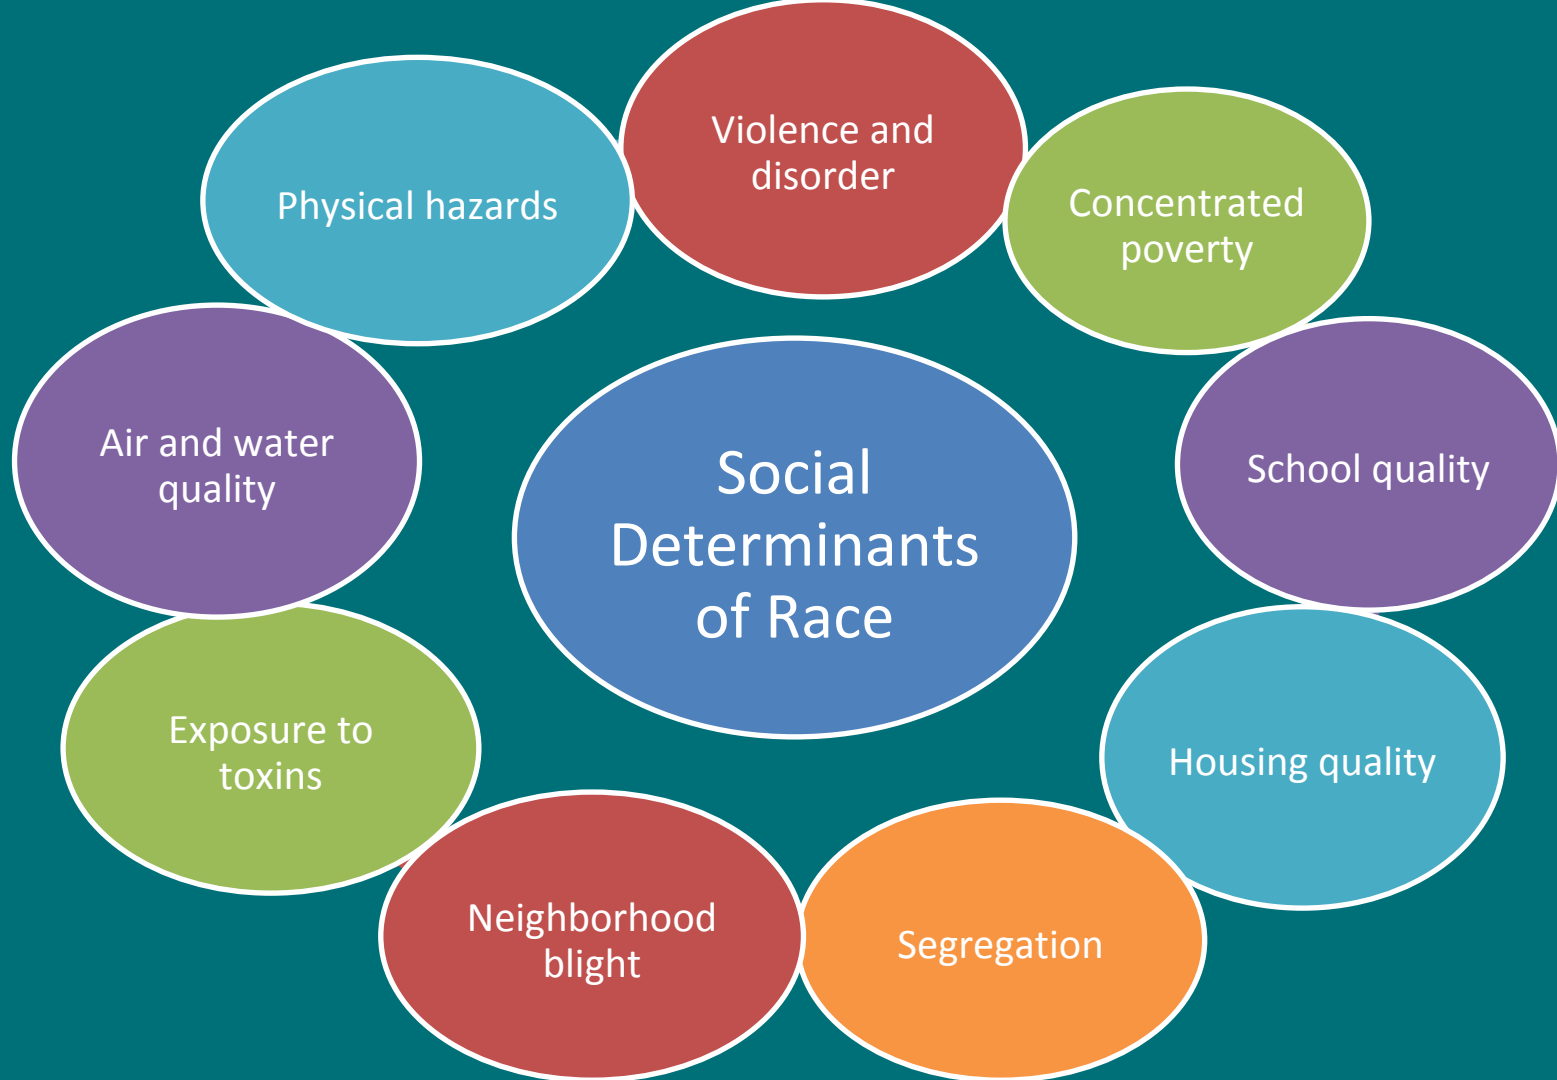 Violence and
disorder
Concentrated
poverty
School quality
Housing quality
Segregation
Neighborhood
blight
Exposure to
toxins
Air and water
quality
Physical hazards
Social
Determinants
of Race